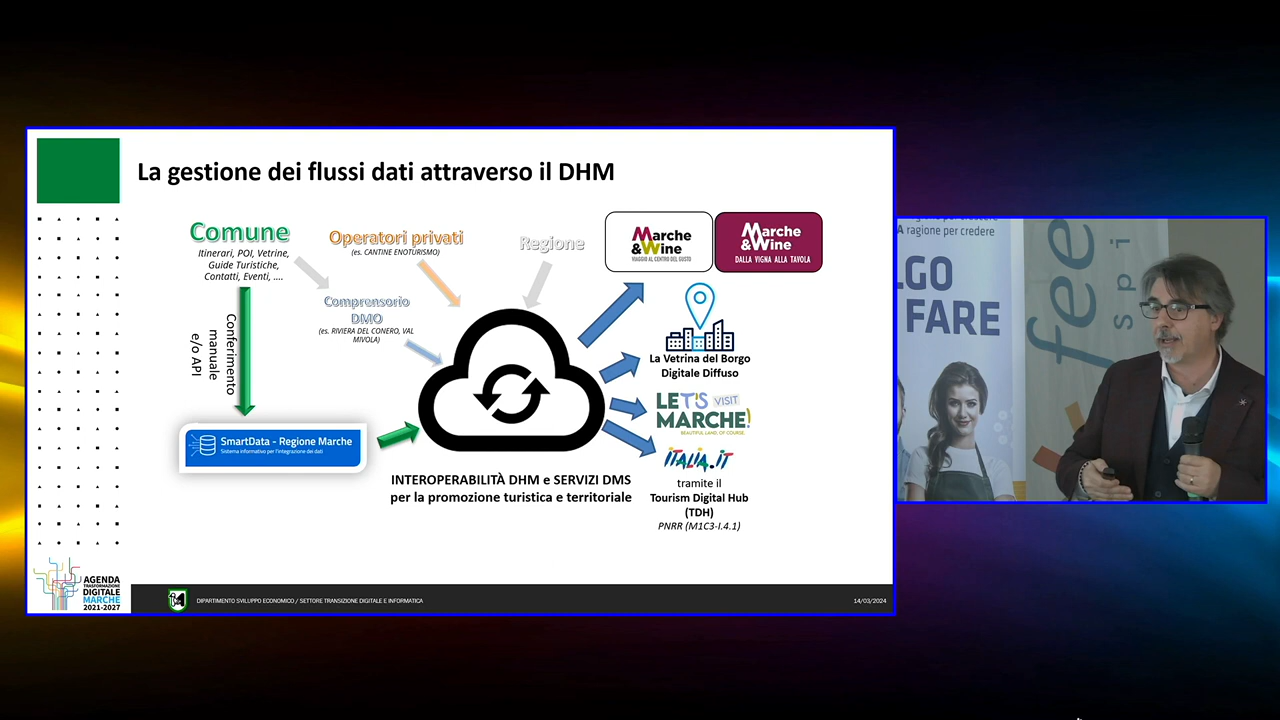 La gestione dei flussi dati attraverso il DHM
Comune
Itinerari, POI, Vetrine,
Guide Turistiche,
Contatti, Eventi, ....
Operatori privati
(es. CANTINE ENOTURISMO)
Regione
Comprensorio
DMO
(es. RIVIERA DEL CONERO, VAL
MIVOLA)
Conferimento
manuale
e/o API
SmartData - Regione Marche
Sistema informativo per l'integrazione dei dati
INTEROPERABILITÀ DHM e SERVIZI DMS
per la promozione turistica e territoriale
Marche
&Wine
VIAGGIO AL CENTRO DEL GUSTO
Marche
&Wine
DALLA VIGNA ALLA TAVOLA
La Vetrina del Borgo
Digitale Diffuso
LET'S VISIT
MARCHE!
BEAUTIFUL LAND, OF COURSE.
iTALIA.iT
tramite il
Tourism Digital Hub
(TDH)
PNRR (M1C3-I.4.1)
AGENDA
TRASFORMAZIONE
DIGITALE
MARCHE
2021-2027
DIPARTIMENTO SVILUPPO ECONOMICO / SETTORE TRANSIZIONE DIGITALE E INFORMATICA
14/03/2024
A ragione per credere
LGO
FARE
fee
spi